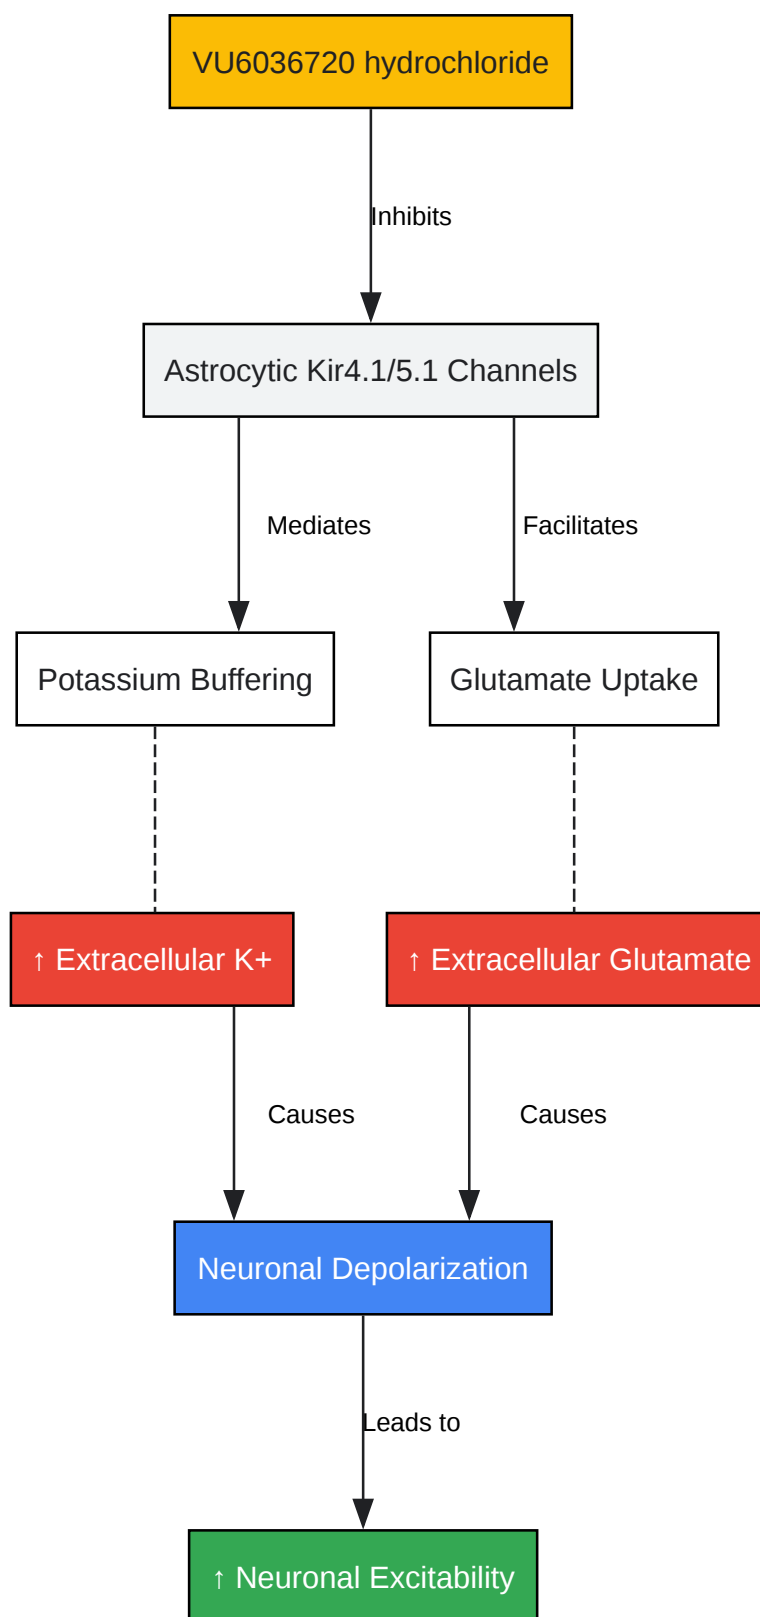 VU6036720 hydrochloride
Inhibits
Astrocytic Kir4.1/5.1 Channels
Mediates
Facilitates
Potassium Buffering
Glutamate Uptake
↑ Extracellular K+
↑ Extracellular Glutamate
Causes
Causes
Neuronal Depolarization
Leads to
↑ Neuronal Excitability